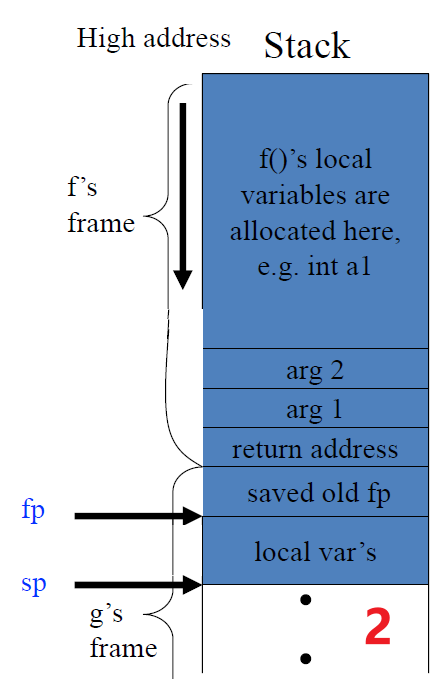 High address
Stack
f()’s local
variables are
allocated here,
e.g. int a1
f’s
frame
arg 2
arg 1
return address
saved old fp
fp
local var’s
sp
g’s
frame
2